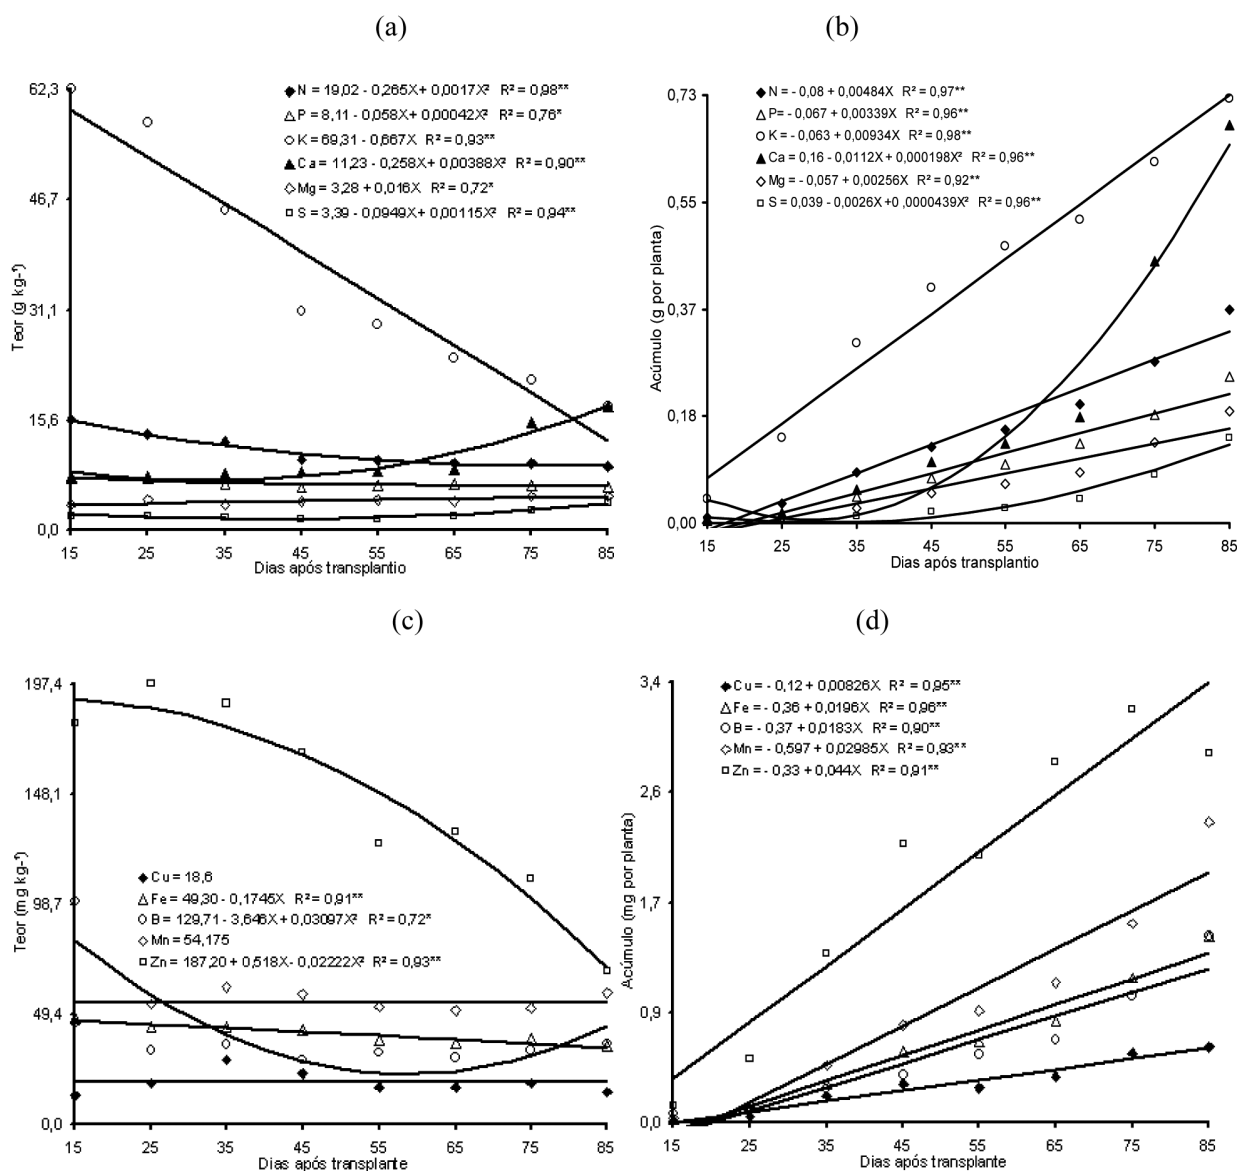 (a)
62,3
46,7
31,1
15,6
0,0
Teor (g kg-¹)
N = 19,02 - 0,265X + 0,0017X² R² = 0,98**
P = 8,11 - 0,058X + 0,00042X² R² = 0,76*
K = 69,31 - 0,667X R² = 0,93**
Ca = 11,23 - 0,258X + 0,00388X² R² = 0,90**
Mg = 3,28 + 0,016X R² = 0,72*
S = 3,39 - 0,0949X + 0,00115X² R² = 0,94**
15 25 35 45 55 65 75 85
Dias após transplantio
(b)
0,73
0,55
0,37
0,18
0,00
Acúmulo (g por planta)
N = - 0,08 + 0,00484X R² = 0,97**
P= - 0,067 + 0,00339X R² = 0,96**
K = -0,063 + 0,00934X R² = 0,98**
Ca = 0,16 - 0,0112X + 0,000198X² R² = 0,96**
Mg = -0,057 + 0,00256X R² = 0,92**
S = 0,039 - 0,0026X +0 ,0000439X² R² = 0,96**
15 25 35 45 55 65 75 85
Dias após transplantio
(c)
197,4
148,1
98,7
49,4
0,0
Teor (mg kg-¹)
Cu = 18,6
Fe = 49,30 - 0,1745X R² = 0,91**
B = 129,71 - 3,646X + 0,03097X² R² = 0,72*
Mn = 54,175
Zn = 187,20 + 0,518X - 0,02222X² R² = 0,93**
15 25 35 45 55 65 75 85
Dias após transplante
(d)
3,4
2,6
1,7
0,9
0,0
Acúmulo (mg por planta)
Cu = - 0,12 + 0,00826X R² = 0,95**
Fe = - 0,36 + 0,0196X R² = 0,96**
B = - 0,37 + 0,0183X R² = 0,90**
Mn = - 0,597 + 0,02985X R² = 0,93**
Zn = - 0,33 + 0,044X R² = 0,91**
15 25 35 45 55 65 75 85
Dias após transplante